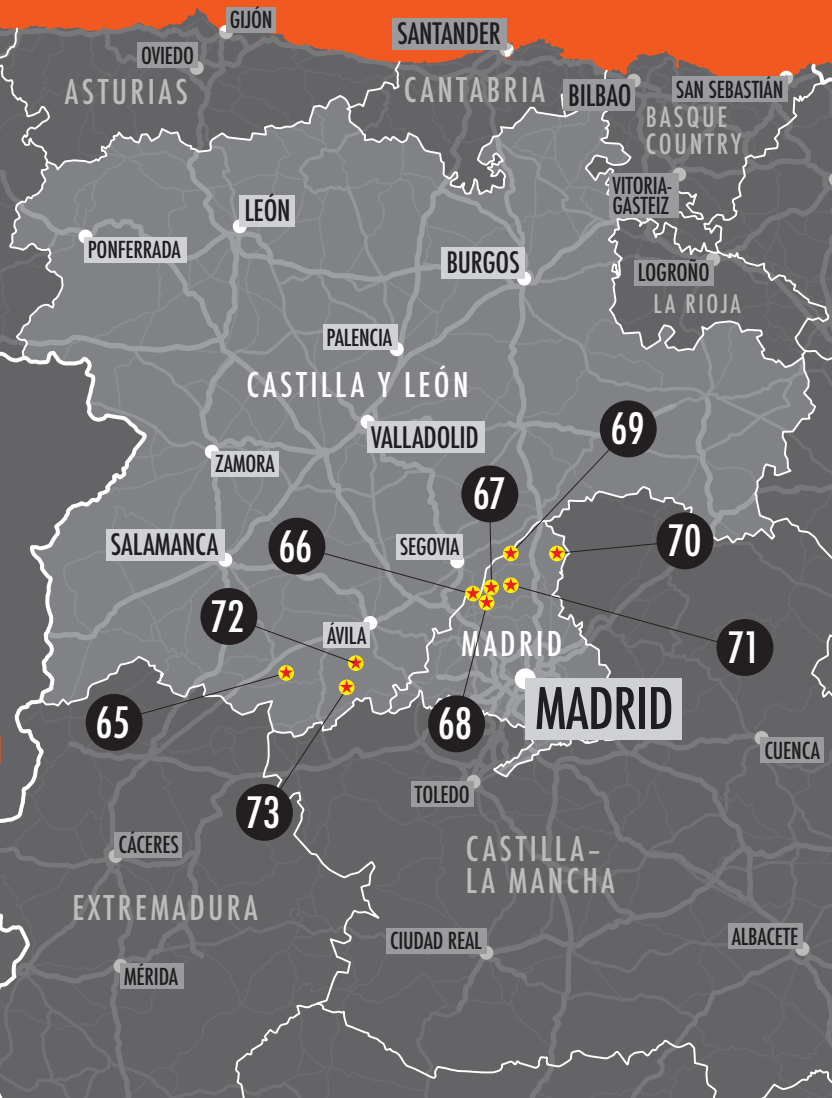 GIJÓN
SANTANDER
OVIEDO
ASTURIAS
CANTABRIA
BILBAO
SAN SEBASTIÁN
BASQUE
COUNTRY
VITORIA-
GASTEIZ
LEÓN
PONFERRADA
BURGOS
LOGROÑO
LA RIOJA
PALENCIA
CASTILLA Y LEÓN
VALLADOLID
69
ZAMORA
67
SALAMANCA
66
SEGOVIA
70
72
ÁVILA
MADRID
71
65
68
MADRID
CUENCA
73
TOLEDO
CÁCERES
CASTILLA-
LA MANCHA
EXTREMADURA
CIUDAD REAL
ALBACETE
MÉRIDA